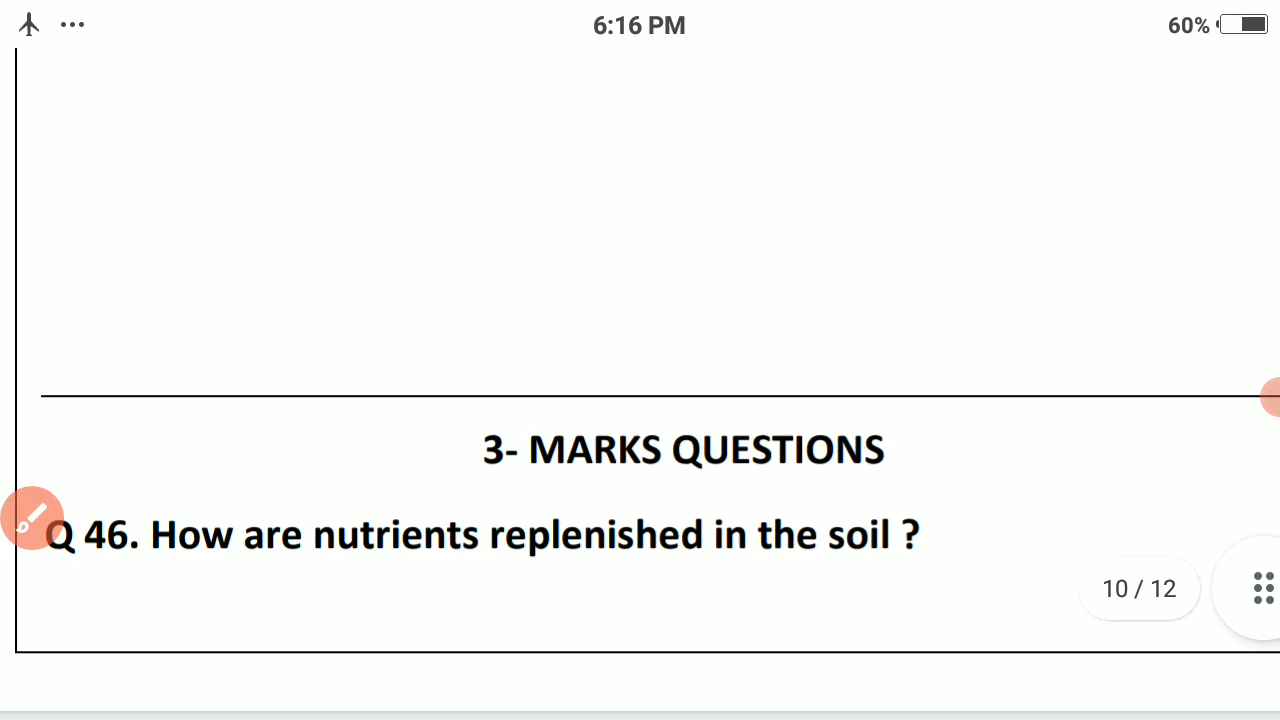 6:16 PM
60%
3- MARKS QUESTIONS
Q 46. How are nutrients replenished in the soil ?
10 / 12